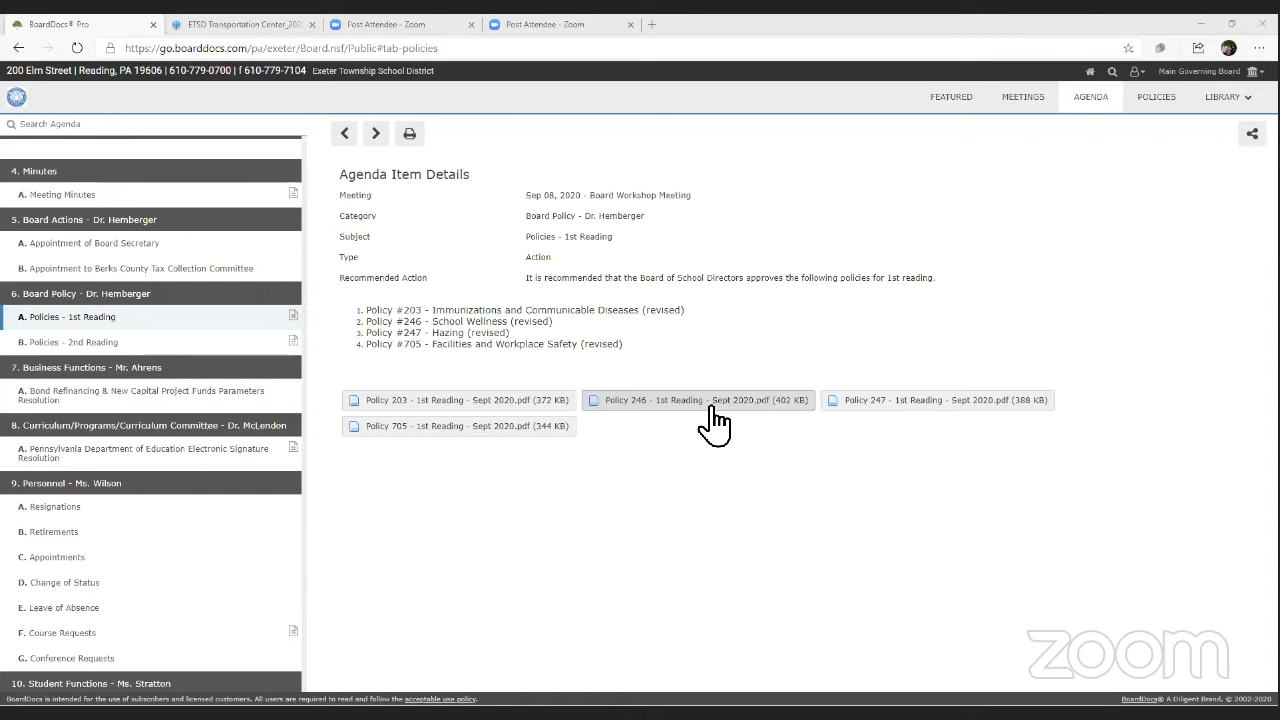 BoardDocs® Pro
ETSD Transportation Center_202
Post Attendee - Zoom
Post Attendee - Zoom
https://go.boarddocs.com/pa/exeter/Board.nsf/Public#tab-policies
200 Elm Street | Reading, PA 19606 | 610-779-0700 | f 610-779-7104 Exeter Township School District
Main Governing Board
FEATURED MEETINGS AGENDA POLICIES LIBRARY
Search Agenda
4. Minutes
A. Meeting Minutes
5. Board Actions - Dr. Hemberger
A. Appointment of Board Secretary
B. Appointment to Berks County Tax Collection Committee
6. Board Policy - Dr. Hemberger
A. Policies - 1st Reading
B. Policies - 2nd Reading
7. Business Functions - Mr. Ahrens
A. Bond Refinancing & New Capital Project Funds Parameters
Resolution
8. Curriculum/Programs/Curriculum Committee - Dr. McLendon
A. Pennsylvania Department of Education Electronic Signature
Resolution
9. Personnel - Ms. Wilson
A. Resignations
B. Retirements
C. Appointments
D. Change of Status
E. Leave of Absence
F. Course Requests
G. Conference Requests
10. Student Functions - Ms. Stratton
Agenda Item Details
Meeting Sep 08, 2020 - Board Workshop Meeting
Category Board Policy - Dr. Hemberger
Subject Policies - 1st Reading
Type Action
Recommended Action It is recommended that the Board of School Directors approves the following policies for 1st reading.
1. Policy #203 - Immunizations and Communicable Diseases (revised)
2. Policy #246 - School Wellness (revised)
3. Policy #247 - Hazing (revised)
4. Policy #705 - Facilities and Workplace Safety (revised)
Policy 203 - 1st Reading - Sept 2020.pdf (372 KB)
Policy 246 - 1st Reading - Sept 2020.pdf (402 KB)
Policy 247 - 1st Reading - Sept 2020.pdf (388 KB)
Policy 705 - 1st Reading - Sept 2020.pdf (344 KB)
zoom
BoardDocs is intended for the use of subscribers and licensed customers. All users are required to read and follow the acceptable use policy.
BoardDocs® A Diligent Brand, © 2002-2020